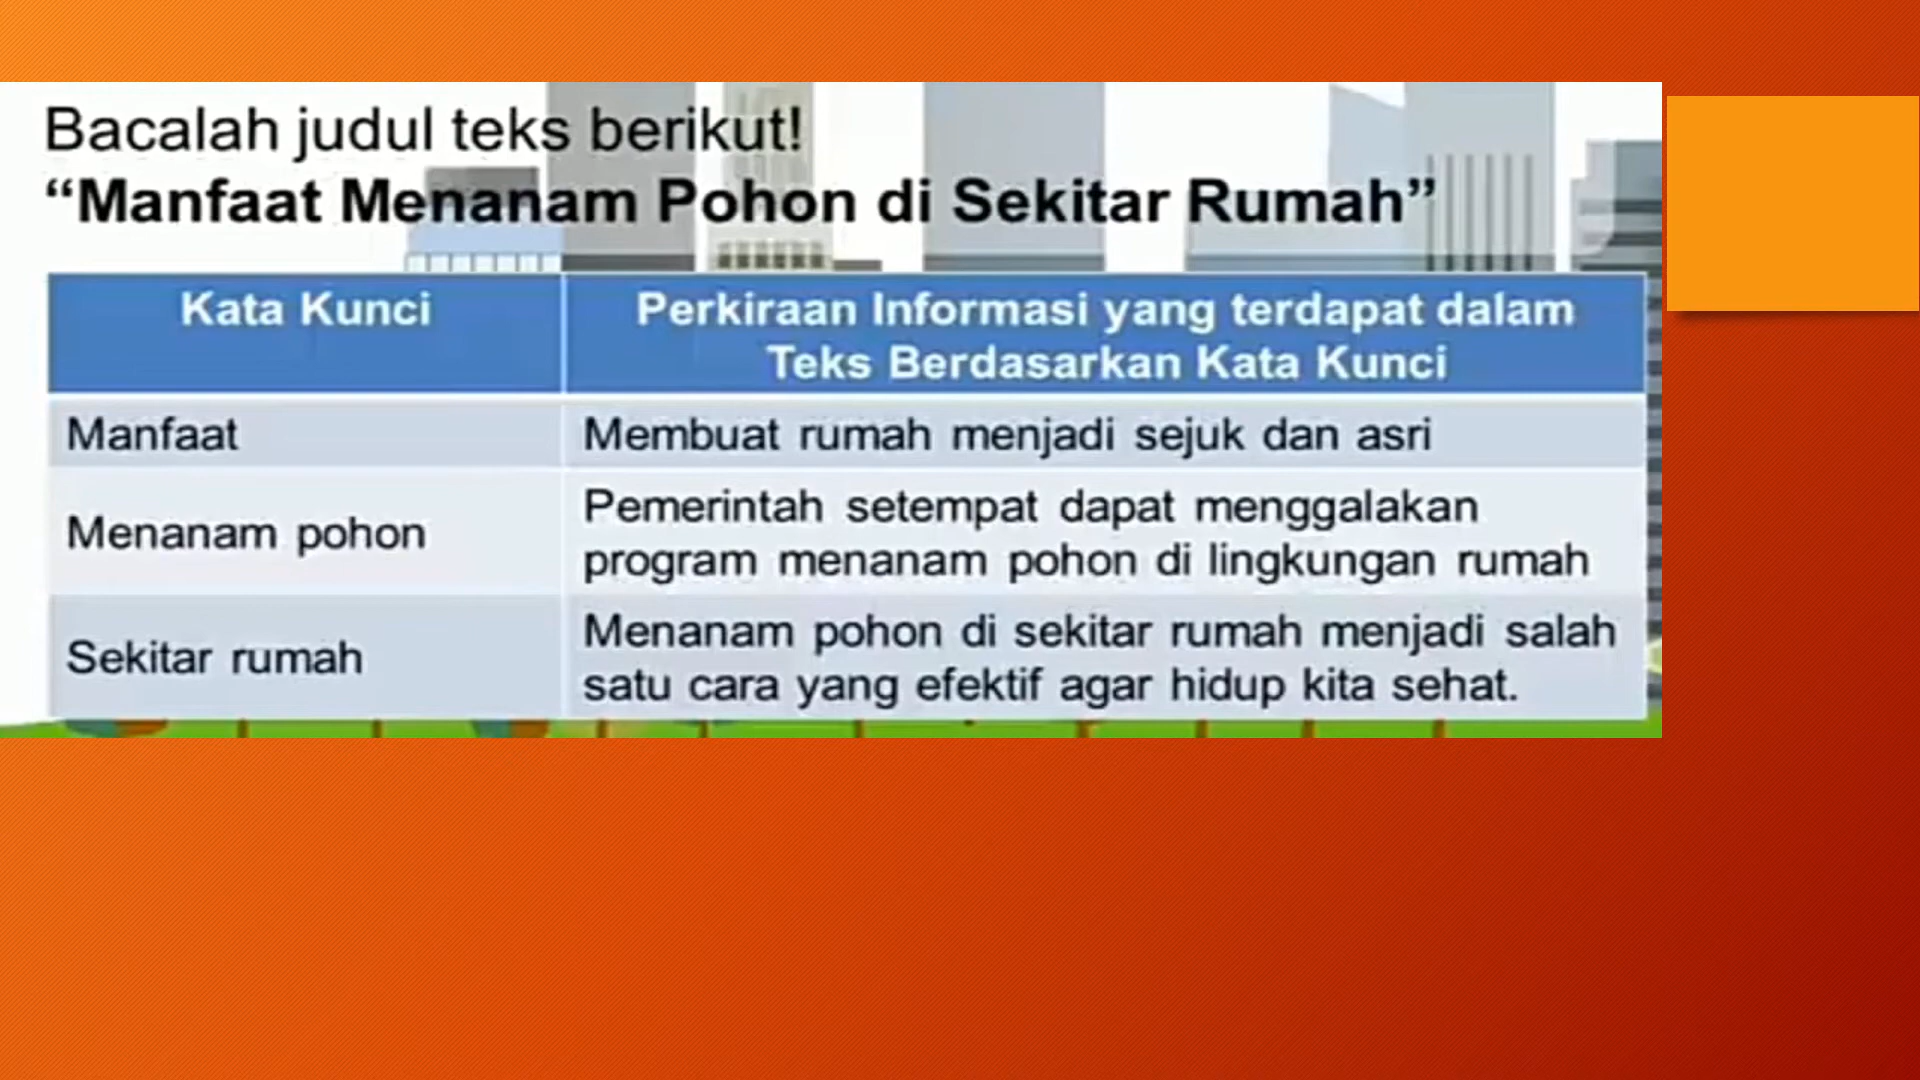 Bacalah judul teks berikut!
“Manfaat Menanam Pohon di Sekitar Rumah”
Kata Kunci
Perkiraan Informasi yang terdapat dalam
Teks Berdasarkan Kata Kunci
Manfaat
Membuat rumah menjadi sejuk dan asri
Menanam pohon
Pemerintah setempat dapat menggalakan
program menanam pohon di lingkungan rumah
Sekitar rumah
Menanam pohon di sekitar rumah menjadi salah
satu cara yang efektif agar hidup kita sehat.